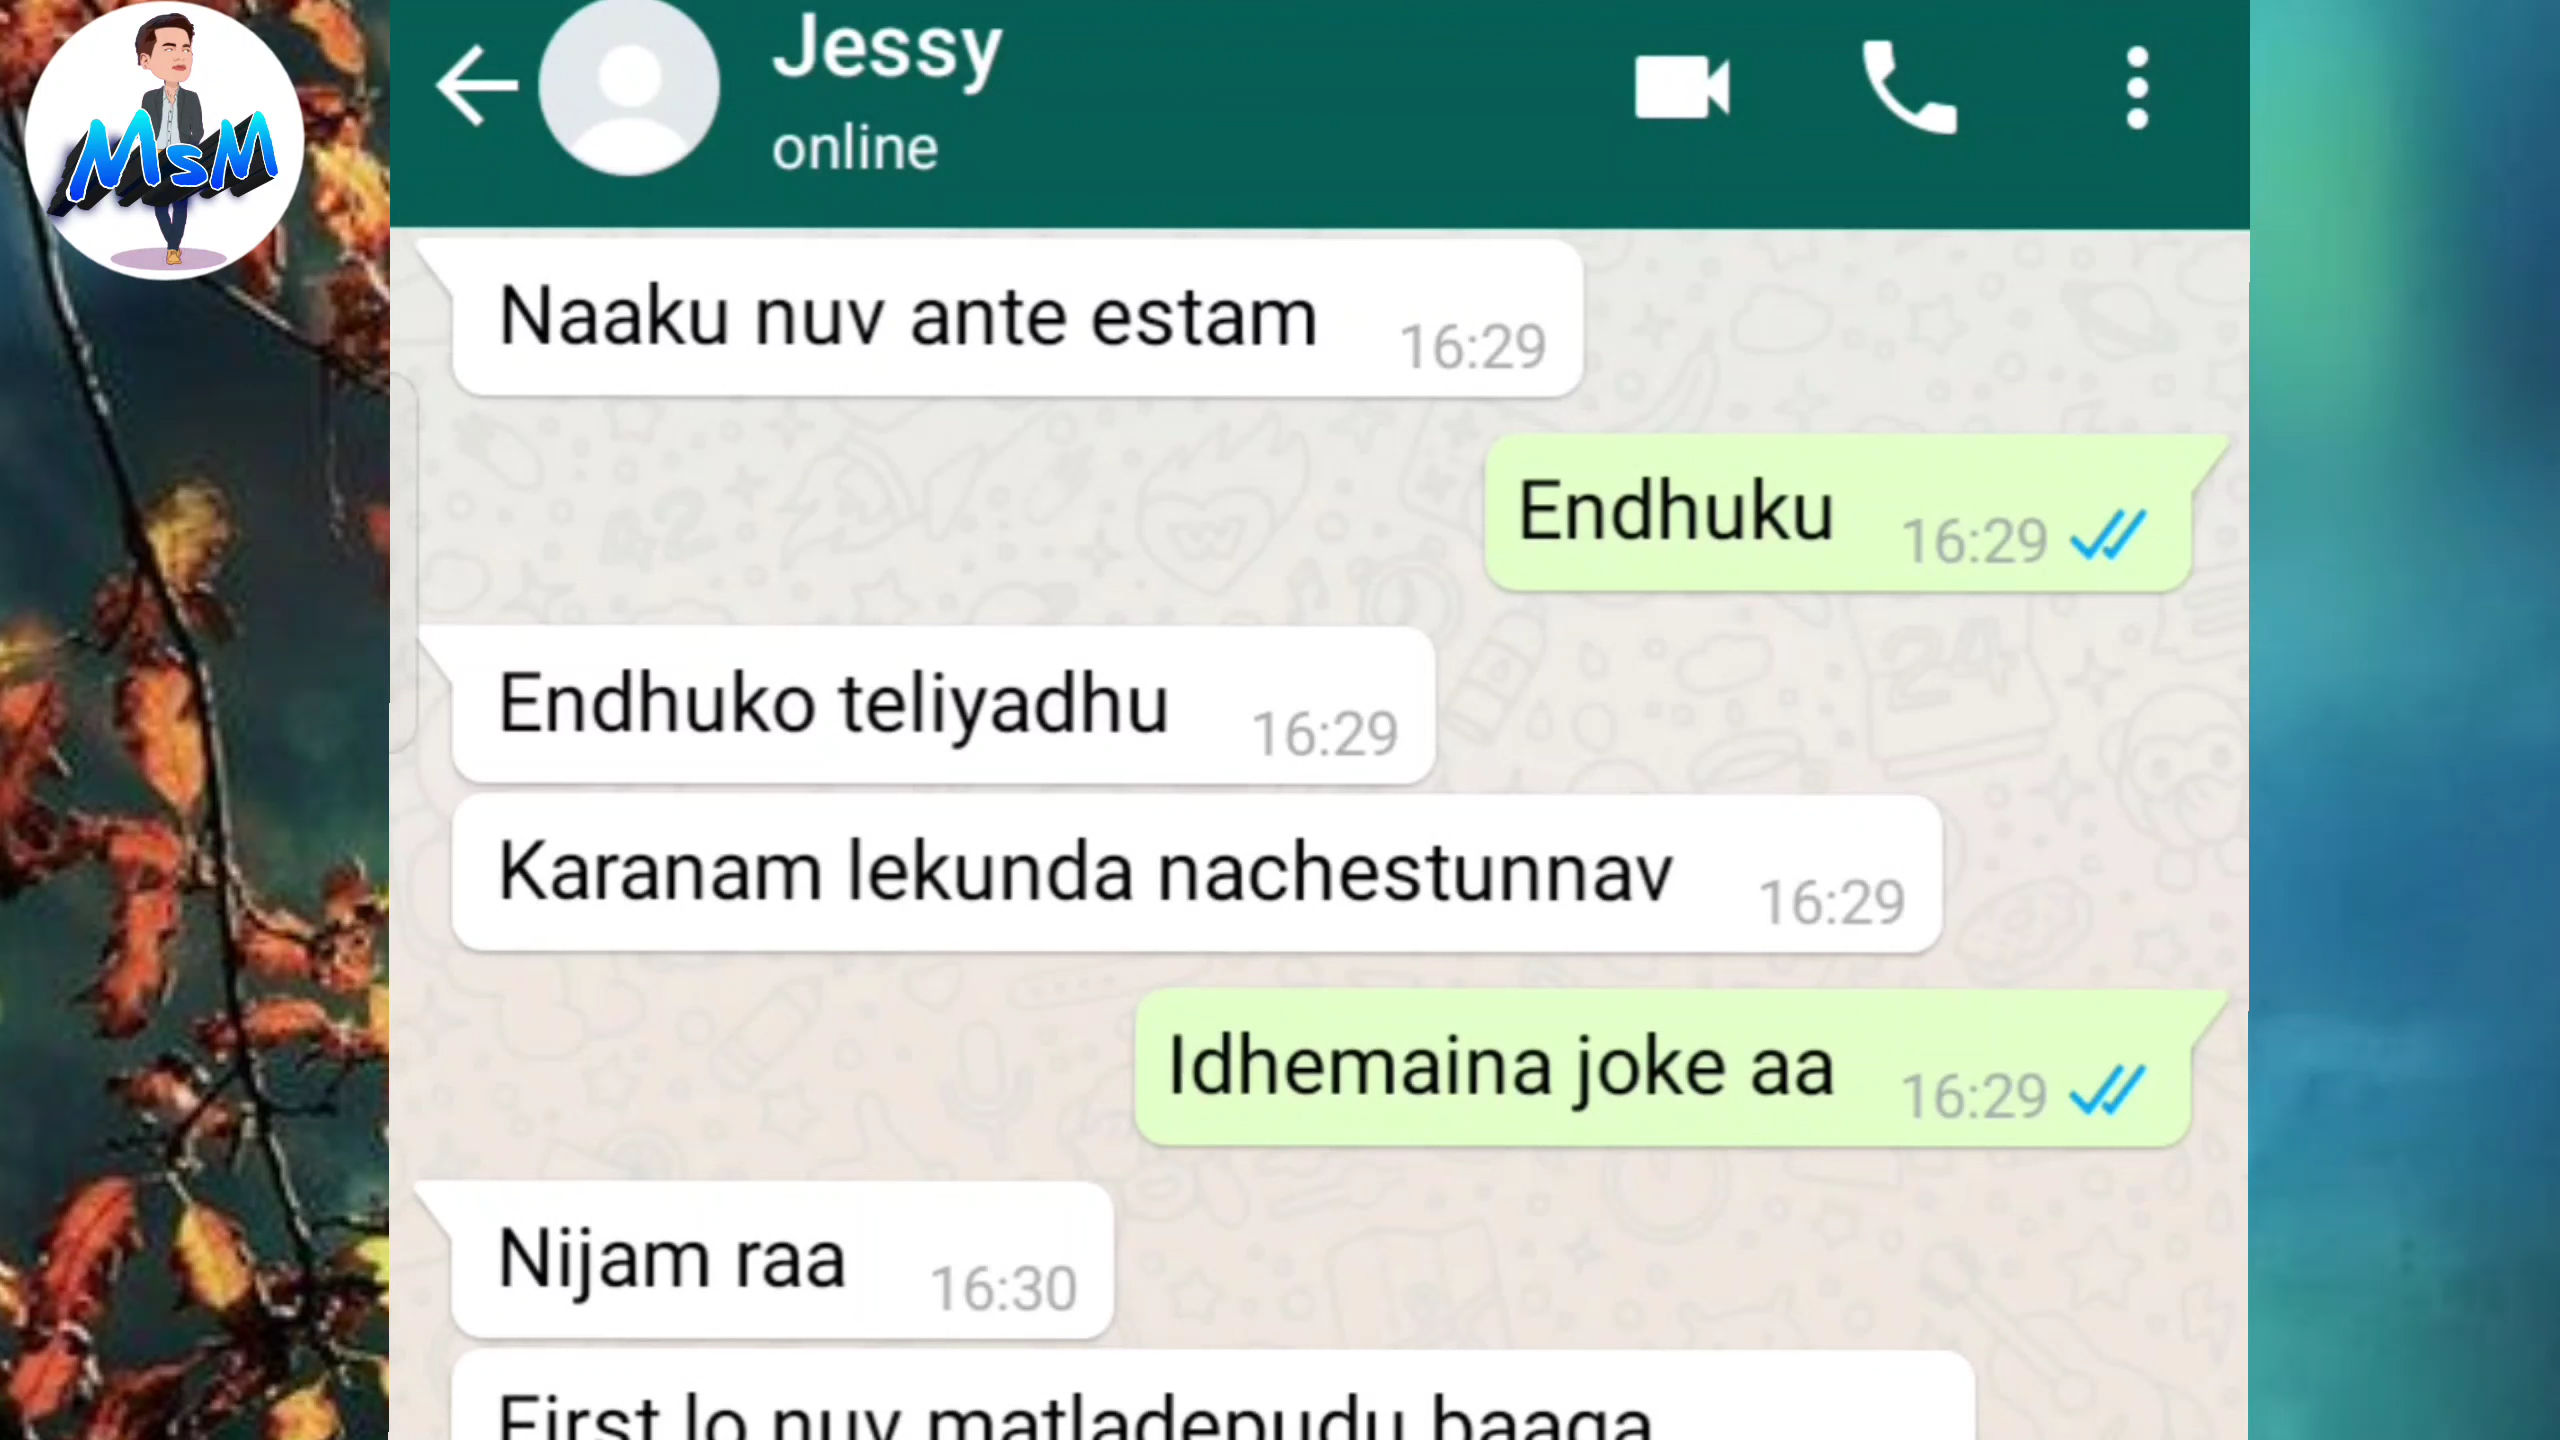 MsM
Jessy
online
Naaku nuv ante estam 16:29
Endhuku 16:29
Endhuko teliyadhu 16:29
Karanam lekunda nachestunnav 16:29
Idhemaina joke aa 16:29
Nijam raa 16:30
First lo nuv matladepudu baaga